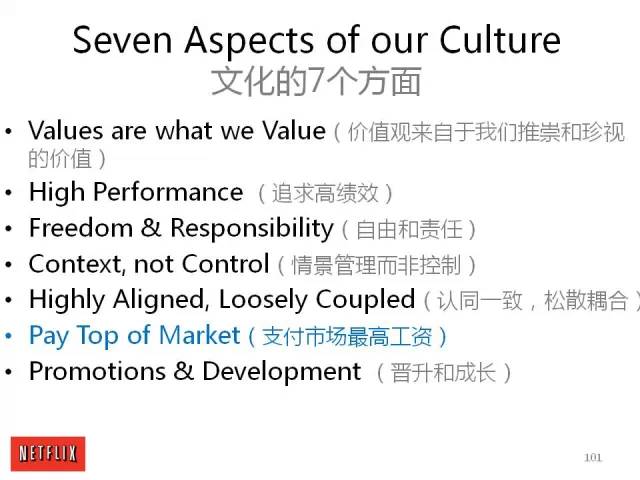 Seven Aspects of our Culture
文化的7个方面
• Values are what we Value（价值观来自于我们推崇和珍视
的价值）
• High Performance （追求高绩效）
• Freedom & Responsibility（自由和责任）
• Context, not Control（情景管理而非控制）
• Highly Aligned, Loosely Coupled（认同一致，松散耦合）
• Pay Top of Market（支付市场最高工资）
• Promotions & Development （晋升和成长）
NETFLIX
101